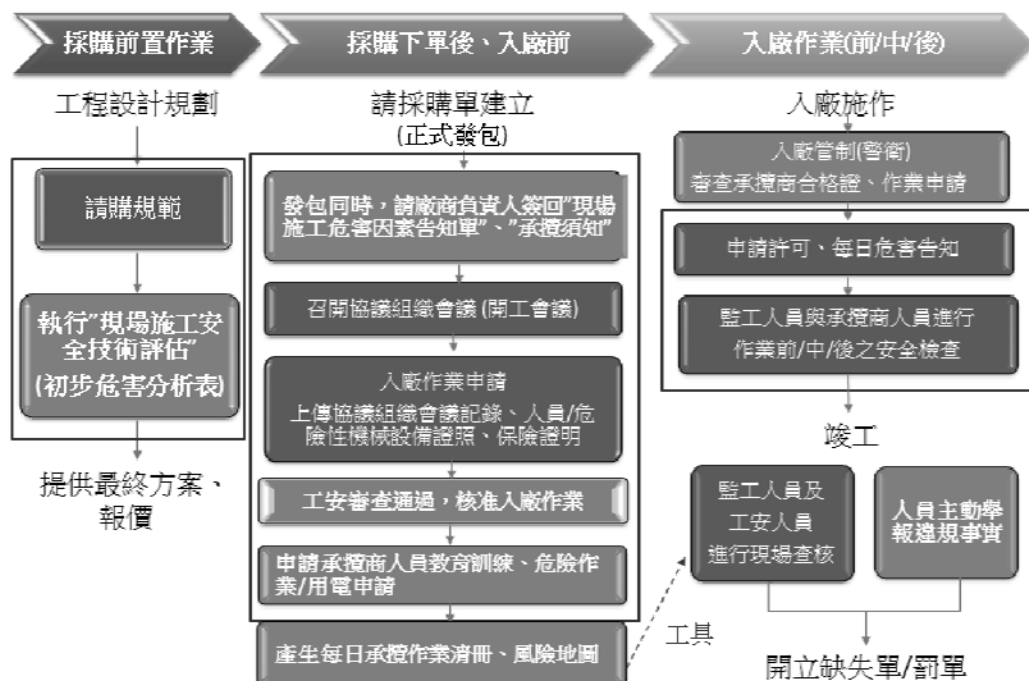 採購前置作業
工程設計規劃
請購規範
執行”現場施工安
全技術評估”
(初步危害分析表)
提供最終方案、
報價
採購下單後、入廠前
請採購單建立
(正式發包)
發包同時，請廠商負責人簽回”現場
施工危害因素告知單”、”承攬須知”
召開協議組織會議 (開工會議)
入廠作業申請
上傳協議組織會議記錄、人員/危
險性機械設備證照、保險證明
工安審查通過，核准入廠作業
申請承攬商人員教育訓練、危險作
業/用電申請
產生每日承攬作業清冊、風險地圖
工具
入廠作業(前/中/後)
入廠施作
入廠管制(警衛)
審查承攬商合格證、作業申請
申請許可、每日危害告知
監工人員與承攬商人員進行
作業前/中/後之安全檢查
竣工
監工人員及
工安人員
進行現場查核
人員主動舉
報違規事實
開立缺失單/罰單